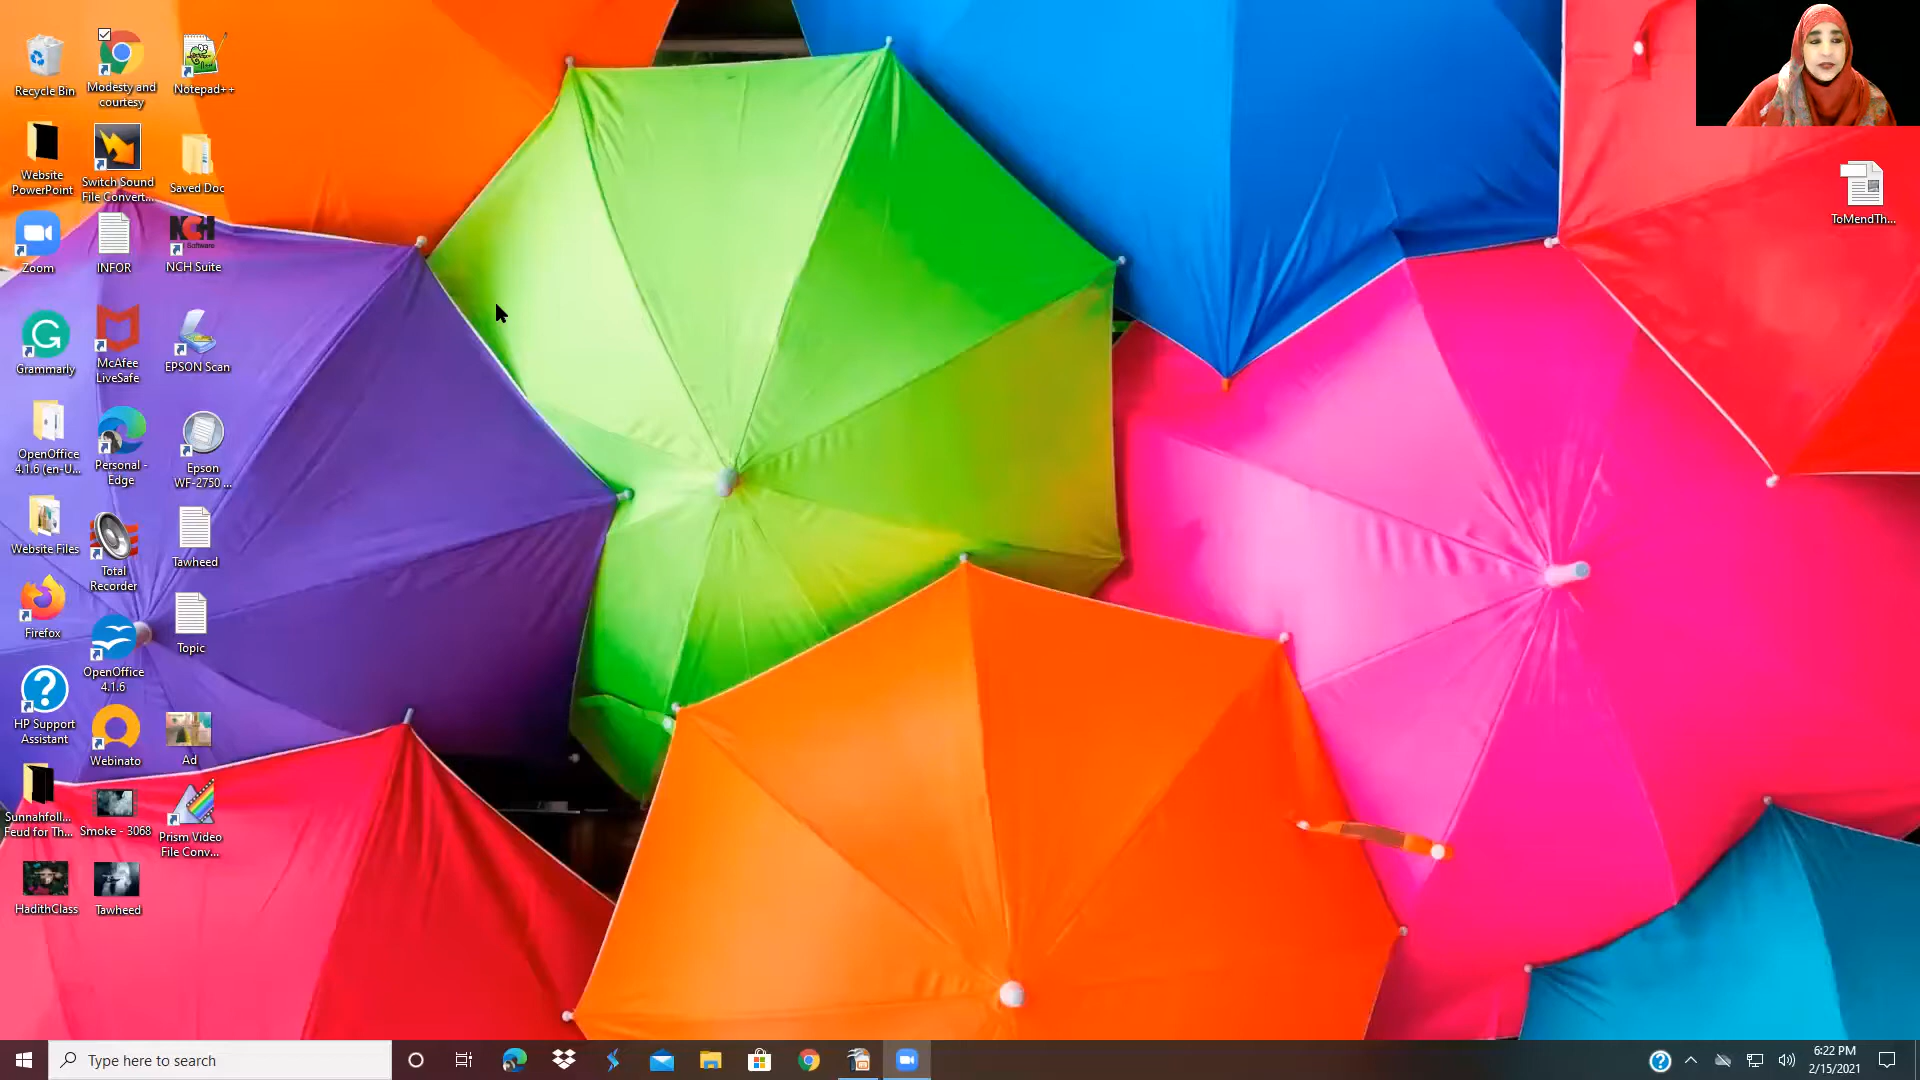 Recycle Bin
Modesty and
courtesy
Notepad++
Website
PowerPoint
Switch Sound
File Convert...
Saved Doc
Zoom
INFOR
NCH
Software
NCH Suite
Grammarly
McAfee
LiveSafe
EPSON Scan
OpenOffice
4.1.6 (en-U...
Personal -
Edge
Epson
WF-2750 ...
Website Files
Total
Recorder
Tawheed
Firefox
OpenOffice
4.1.6
Topic
HP Support
Assistant
Webinato
Ad
Sunnahfoll...
Feud for Th...
Smoke - 3068
Prism Video
File Conv...
HadithClass
Tawheed
ToMendTh...
Type here to search
6:22 PM
2/15/2021